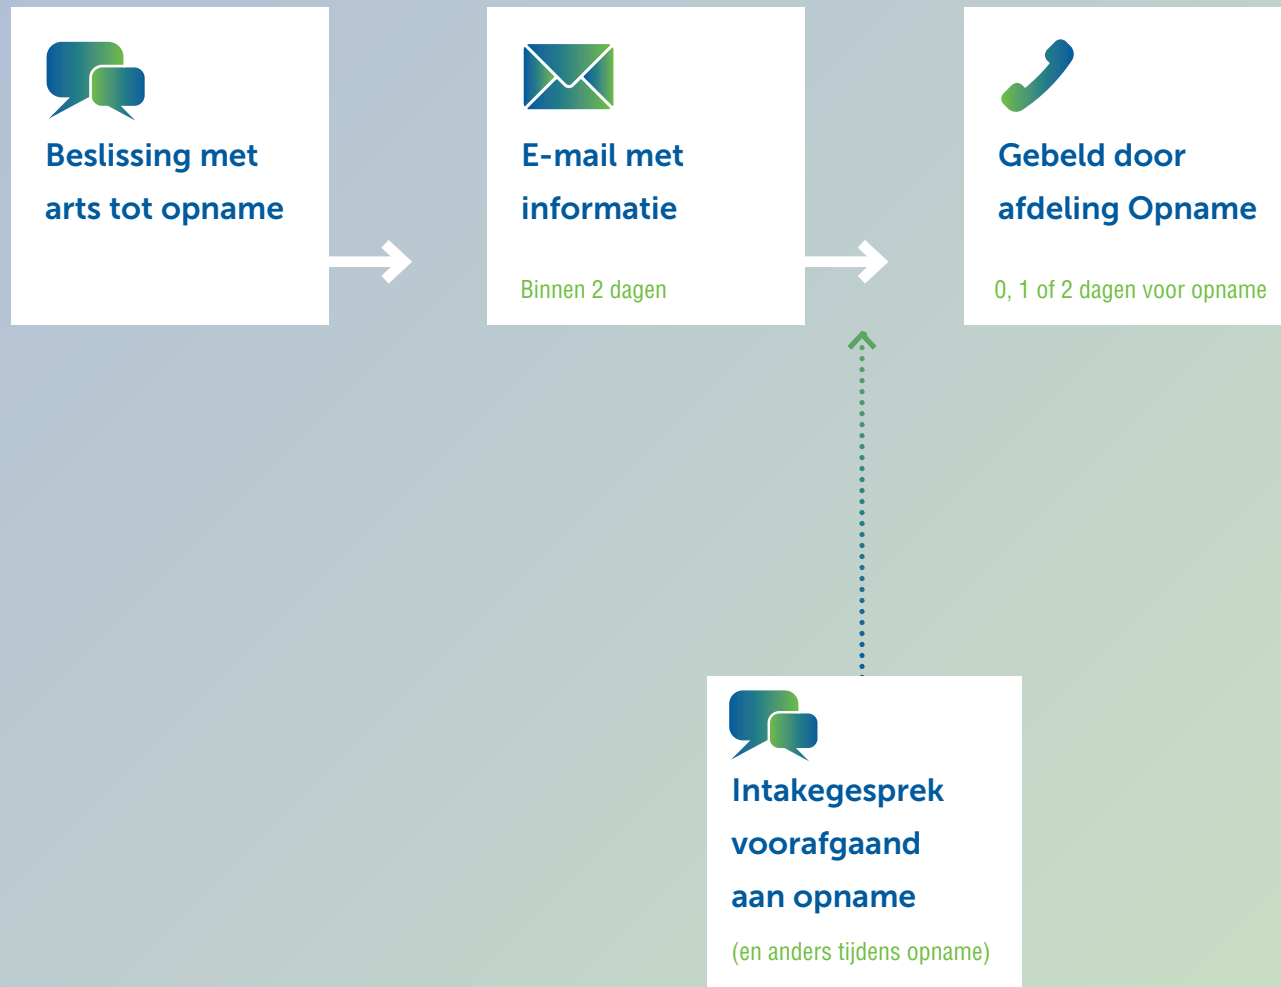 Beslissing met
arts tot opname
E-mail met
informatie
Binnen 2 dagen
Gebeld door
afdeling Opname
0, 1 of 2 dagen voor opname
Intakegesprek
voorafgaand
aan opname
(en anders tijdens opname)